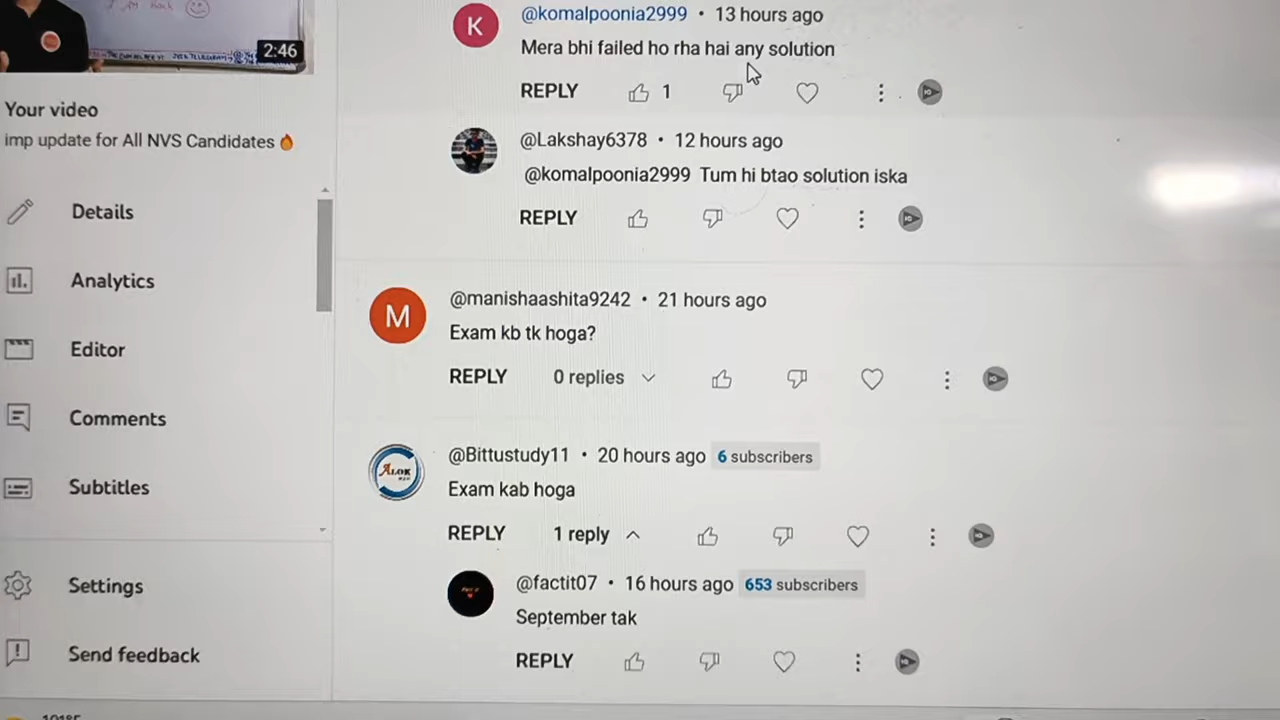 I AM Back
2:46
Your video
imp update for All NVS Candidates 🔥
Details
Analytics
Editor
Comments
Subtitles
Settings
Send feedback
K
@komalpoonia2999 • 13 hours ago
Mera bhi failed ho rha hai any solution
REPLY 1
@Lakshay6378 • 12 hours ago
@komalpoonia2999 Tum hi btao solution iska
REPLY
M
@manishaashita9242 • 21 hours ago
Exam kb tk hoga?
REPLY 0 replies
ALOK
@Bittustudy11 • 20 hours ago 6 subscribers
Exam kab hoga
REPLY 1 reply
@factit07 • 16 hours ago 653 subscribers
September tak
REPLY